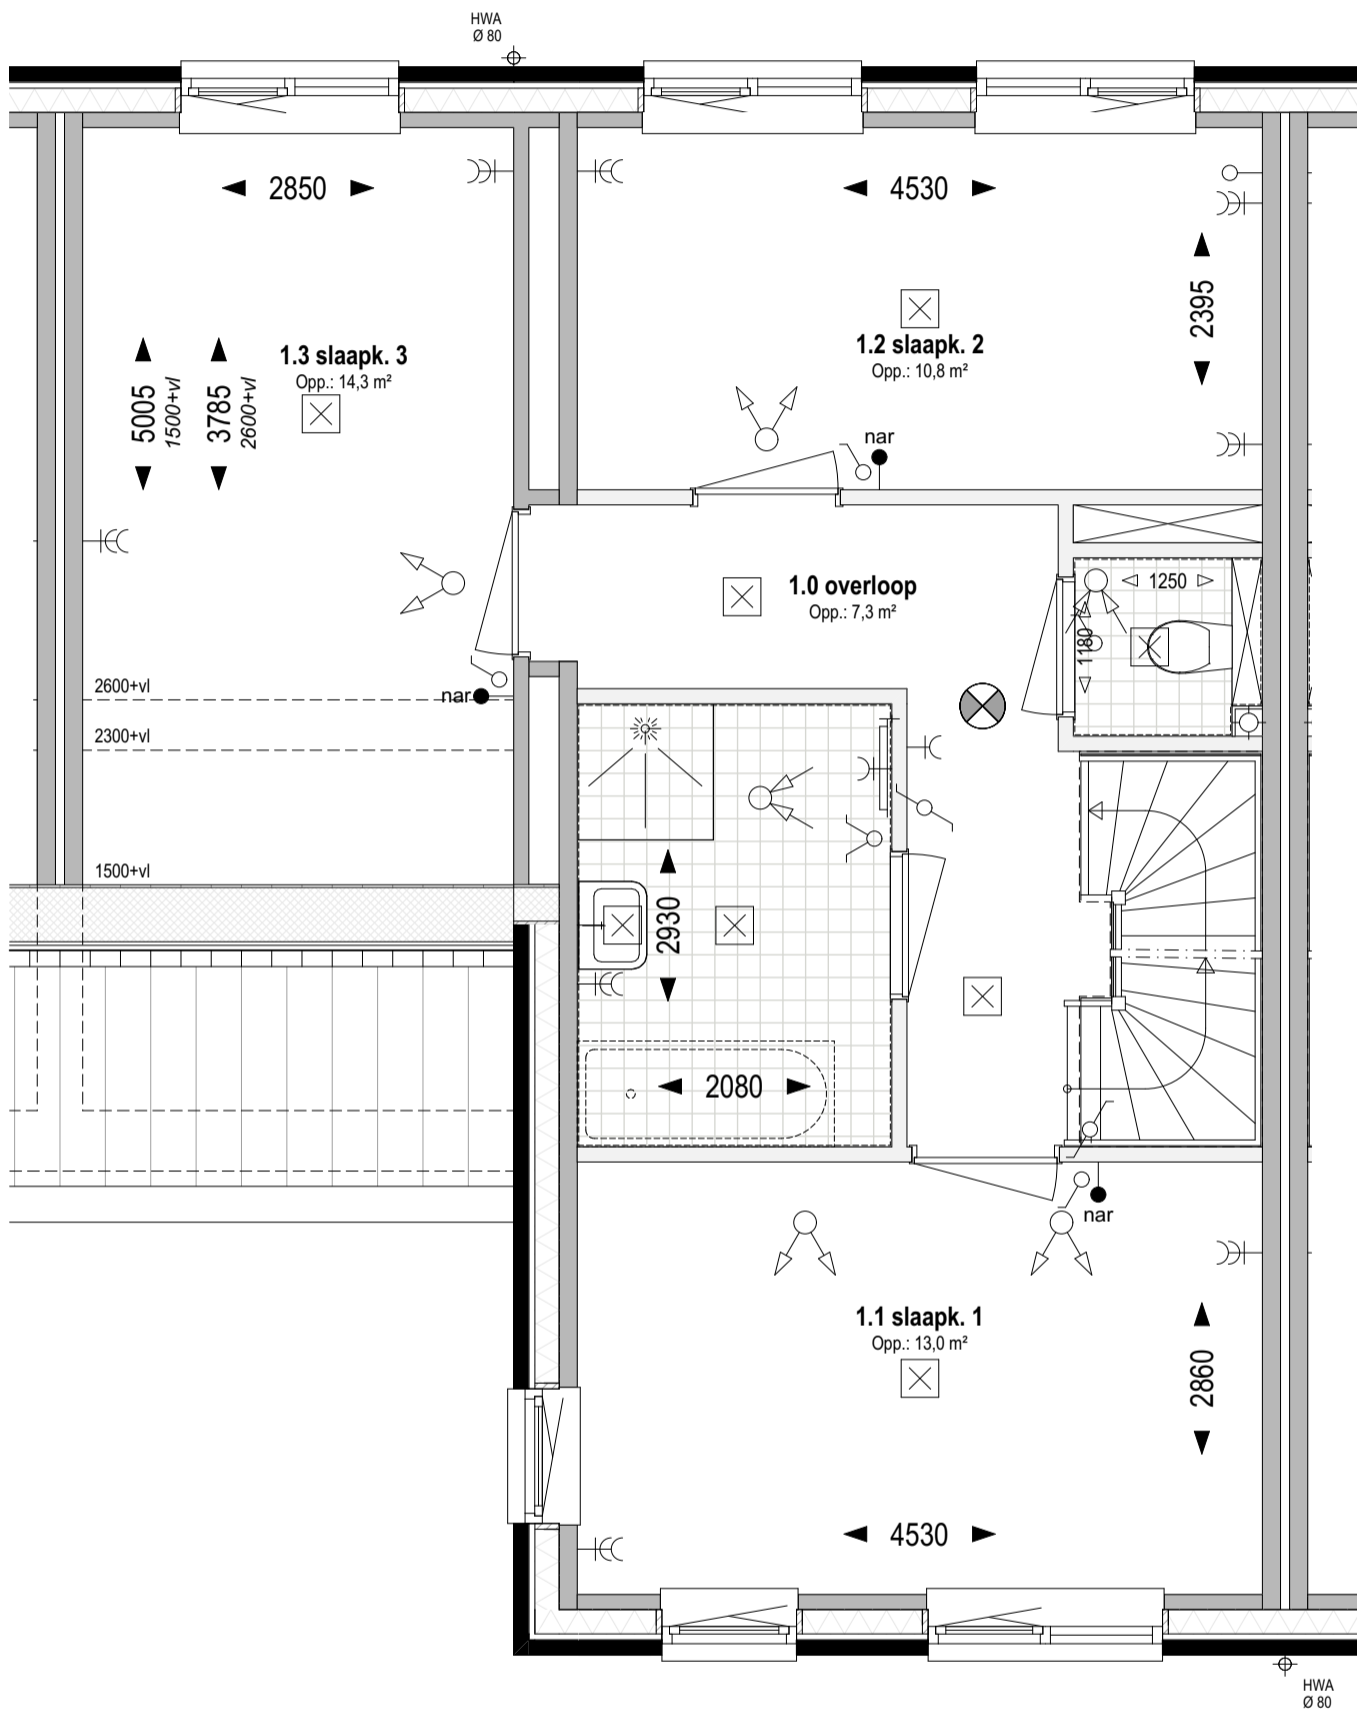 HWA
Ø 80
2850
4530
2395
1.3 slaapk. 3
Opp.: 14,3 m²
1.2 slaapk. 2
Opp.: 10,8 m²
5005
1500+vl
3785
2600+vl
nar
1.0 overloop
Opp.: 7,3 m²
1250
1180
2600+vl
nar
2300+vl
1500+vl
2930
2080
nar
1.1 slaapk. 1
Opp.: 13,0 m²
2860
4530
HWA
Ø 80